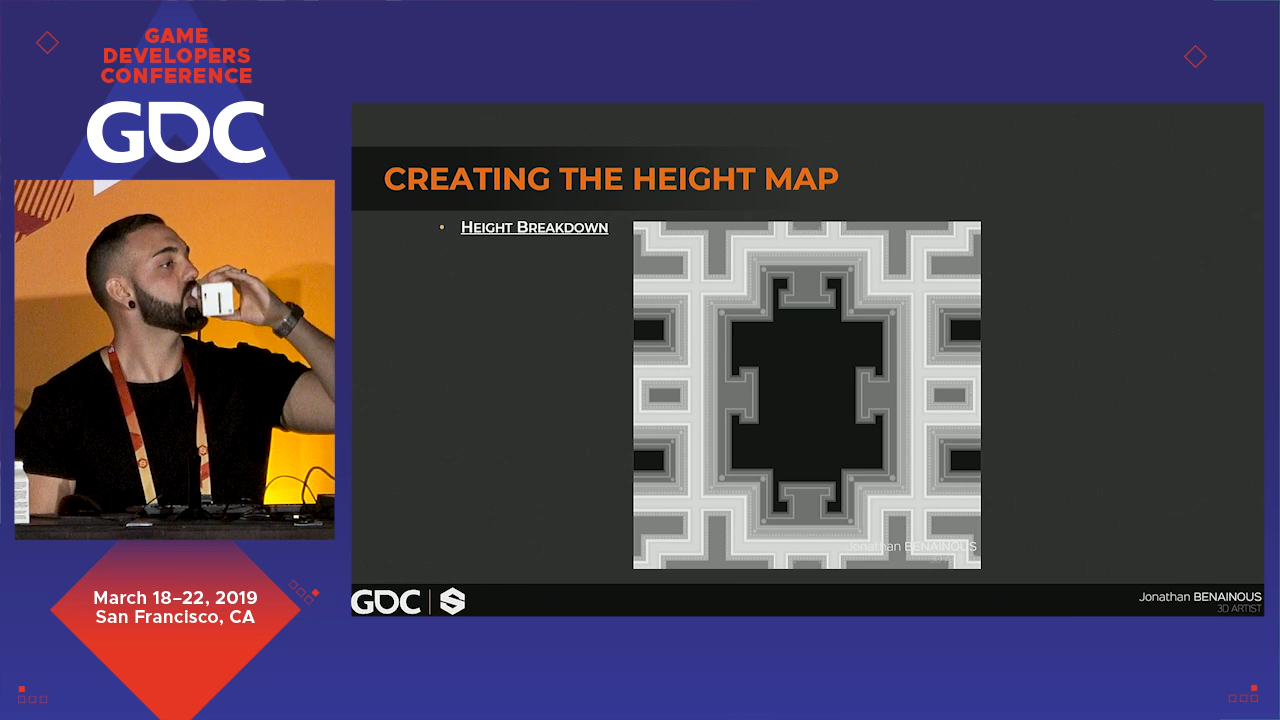 GAME
DEVELOPERS
CONFERENCE
GDC
March 18–22, 2019
San Francisco, CA
CREATING THE HEIGHT MAP
• HEIGHT BREAKDOWN
Jonathan BENAINOUS
GDC
Jonathan BENAINOUS
3D ARTIST